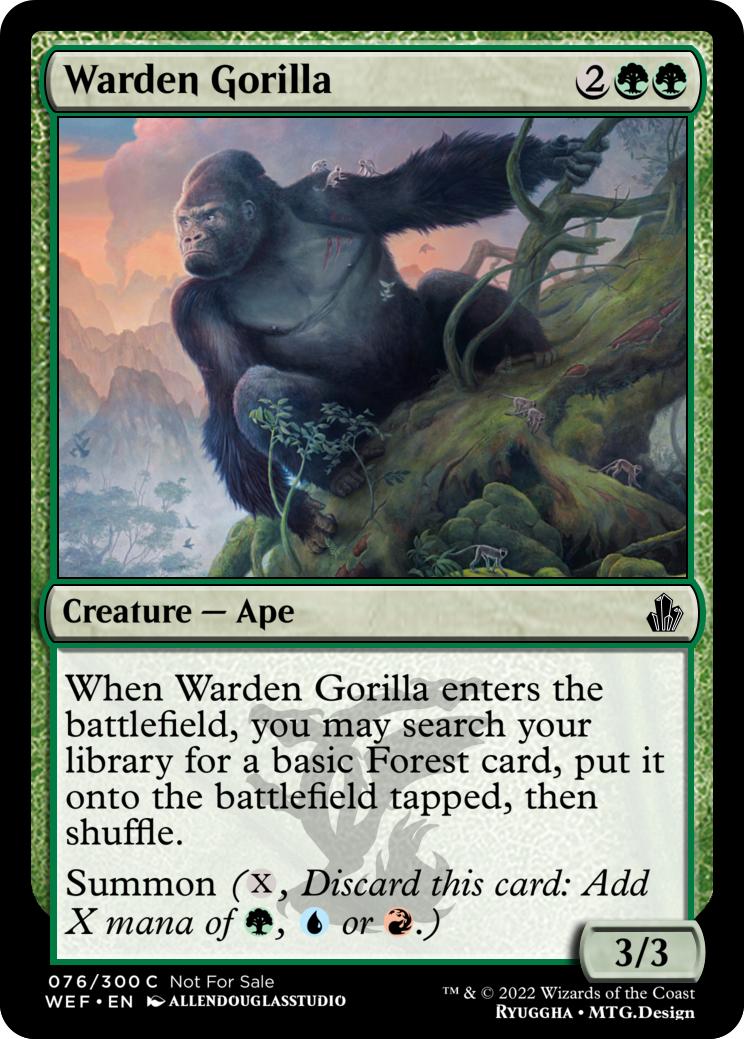 Warden Gorilla 2
Creature — Ape
When Warden Gorilla enters the
battlefield, you may search your
library for a basic Forest card, put it
onto the battlefield tapped, then
shuffle.
Summon (X, Discard this card: Add
X mana of , or .)
3/3
076/300 C Not For Sale
WEF • EN ALLENDOUGLASSTUDIO
™ & © 2022 Wizards of the Coast
RYUGGHA • MTG.Design